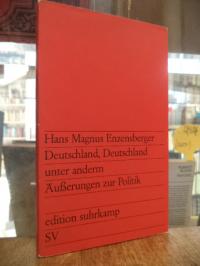 Hans Magnus Enzensberger
Deutschland, Deutschland
unter anderm
Äußerungen zur Politik
edition suhrkamp
SV